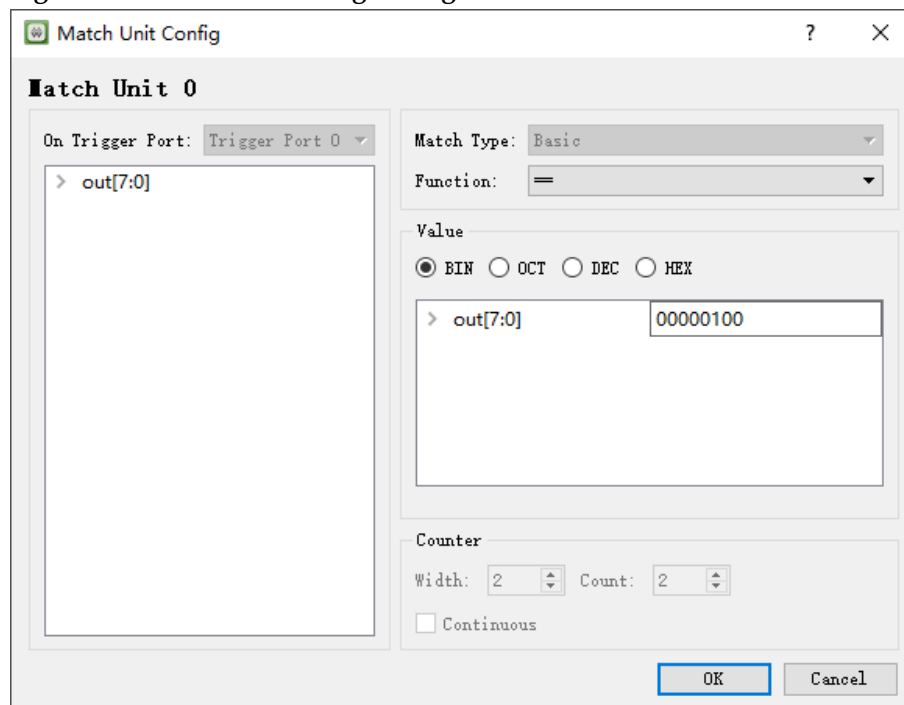 Match Unit Config
?
Match Unit 0
On Trigger Port: Trigger Port 0
out[7:0]
Match Type: Basic
Function: ==
Value
BIN OCT DEC HEX
out[7:0] 00000100
Counter
Width: 2 Count: 2
Continuous
OK Cancel